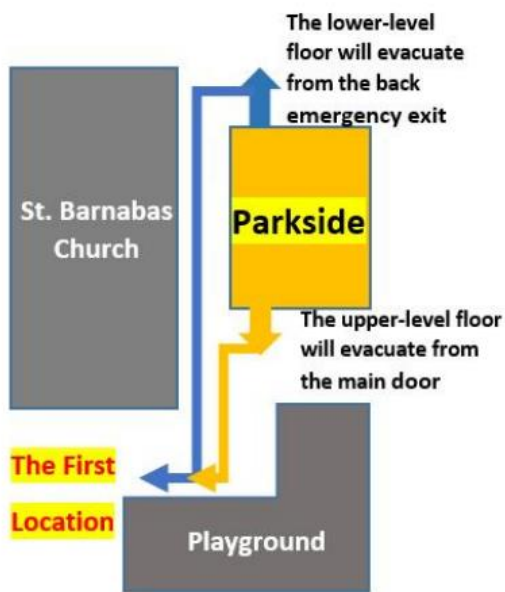 The lower-level
floor will evacuate
from the back
emergency exit
St. Barnabas
Church
Parkside
The upper-level floor
will evacuate from
the main door
The First
Location
Playground